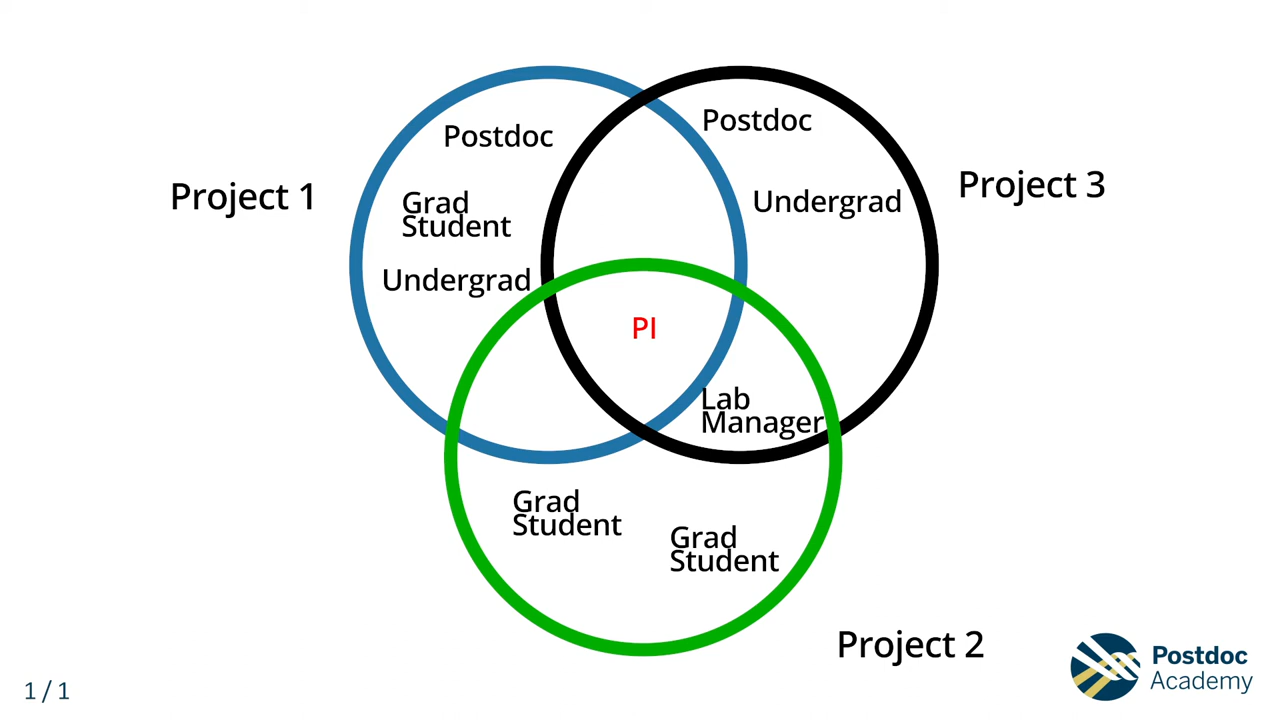 Postdoc
Postdoc
Project 1
Grad
Student
Undergrad
Project 3
Undergrad
PI
Lab
Manager
Grad
Student
Grad
Student
Project 2
Postdoc
Academy
1 / 1